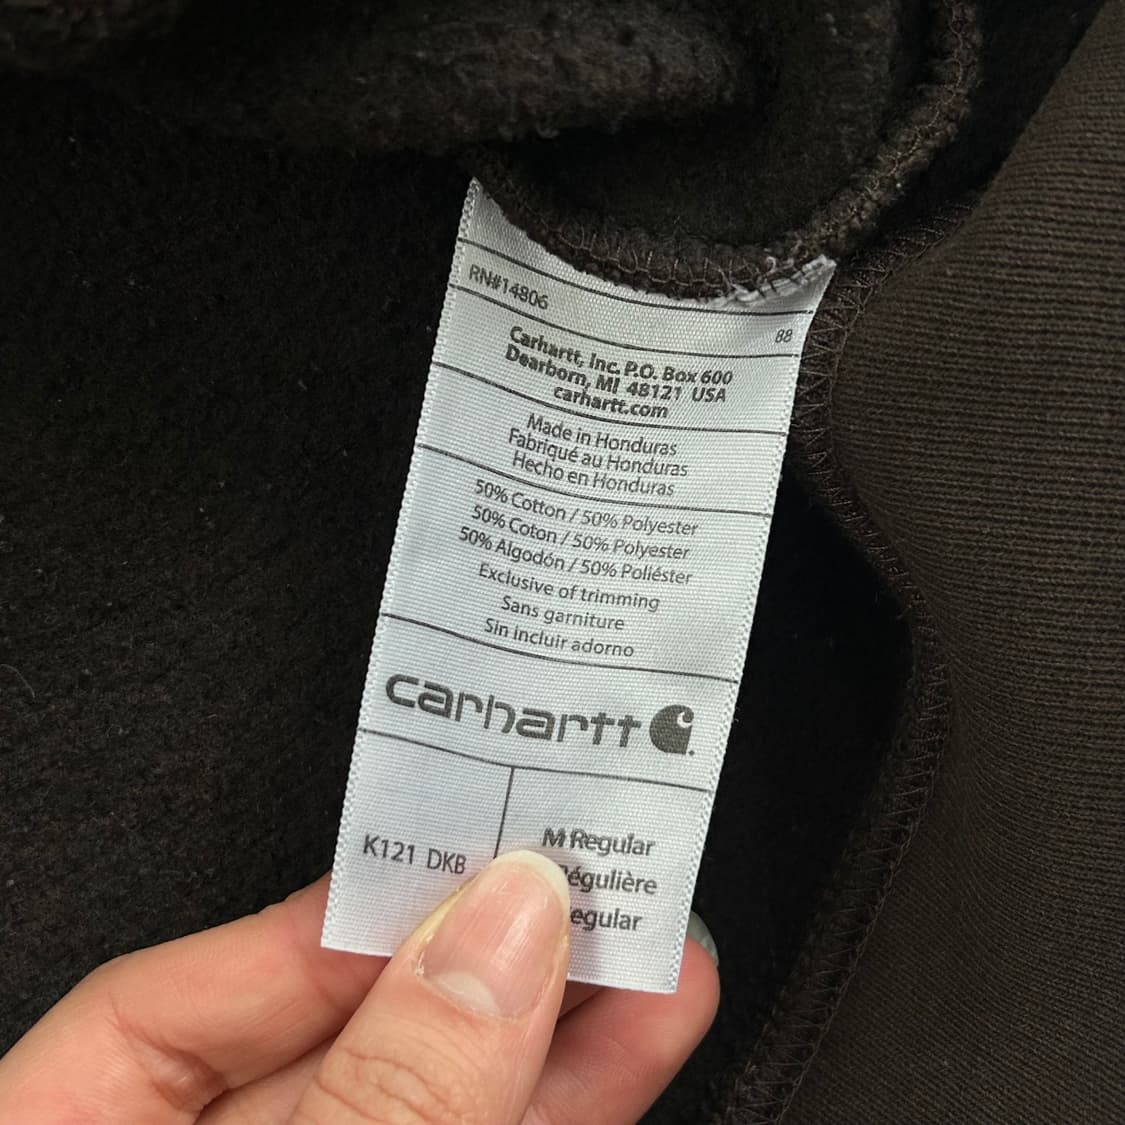 RN#14806
88
Carhartt, Inc. P.O. Box 600
Dearborn, MI 48121 USA
carhartt.com
Made in Honduras
Fabriqué au Honduras
Hecho en Honduras
50% Cotton / 50% Polyester
50% Coton / 50% Polyester
50% Algodón / 50% Poliéster
Exclusive of trimming
Sans garniture
Sin incluir adorno
carhartt
K121 DKB
M Regular
égulière
egular